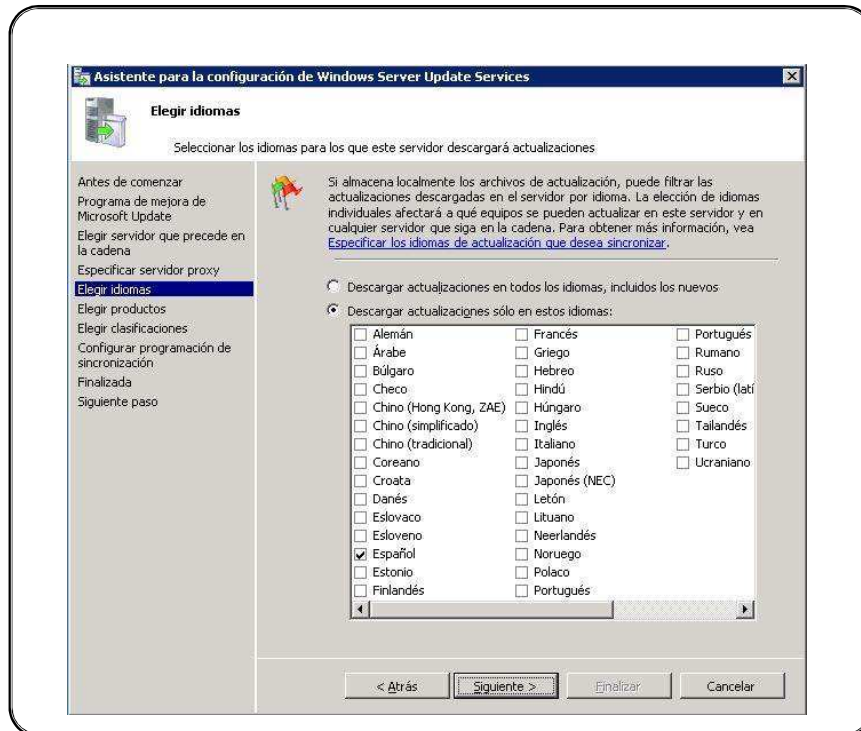 Asistente para la configuración de Windows Server Update Services
Elegir idiomas
Seleccionar los idiomas para los que este servidor descargará actualizaciones
Antes de comenzar
Programa de mejora de
Microsoft Update
Elegir servidor que precede en
la cadena
Especificar servidor proxy
Elegir idiomas
Elegir productos
Elegir clasificaciones
Configurar programación de
sincronización
Finalizada
Siguiente paso
Si almacena localmente los archivos de actualización, puede filtrar las
actualizaciones descargadas en el servidor por idioma. La elección de idiomas
individuales afectará a qué equipos se pueden actualizar en este servidor y en
cualquier servidor que siga en la cadena. Para obtener más información, vea
Especificar los idiomas de actualización que desea sincronizar.
Descargar actualizaciones en todos los idiomas, incluidos los nuevos
Descargar actualizaciones sólo en estos idiomas:
Alemán
Árabe
Búlgaro
Checo
Chino (Hong Kong, ZAE)
Chino (simplificado)
Chino (tradicional)
Coreano
Croata
Danés
Eslovaco
Esloveno
Español
Estonio
Finlandés
Francés
Griego
Hebreo
Hindú
Húngaro
Inglés
Italiano
Japonés
Japonés (NEC)
Letón
Lituano
Neerlandés
Noruego
Polaco
Portugués
Portugués
Rumano
Ruso
Serbio (latí
Sueco
Tailandés
Turco
Ucraniano
< Atrás
Siguiente >
Finalizar
Cancelar